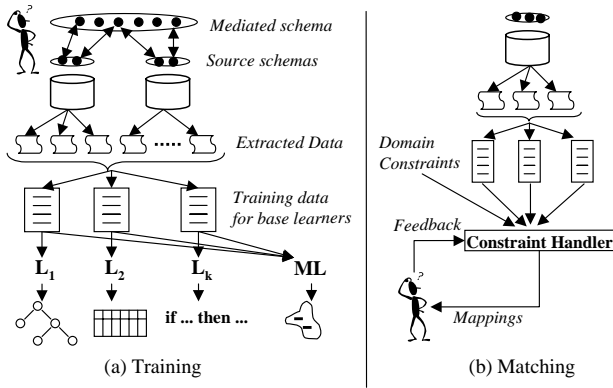 ?
Mediated schema
Source schemas
Extracted Data
Training data
for base learners
L1 L2 Lk ML
if ... then ...
(a) Training
Domain
Constraints
Feedback
Constraint Handler
?
Mappings
(b) Matching